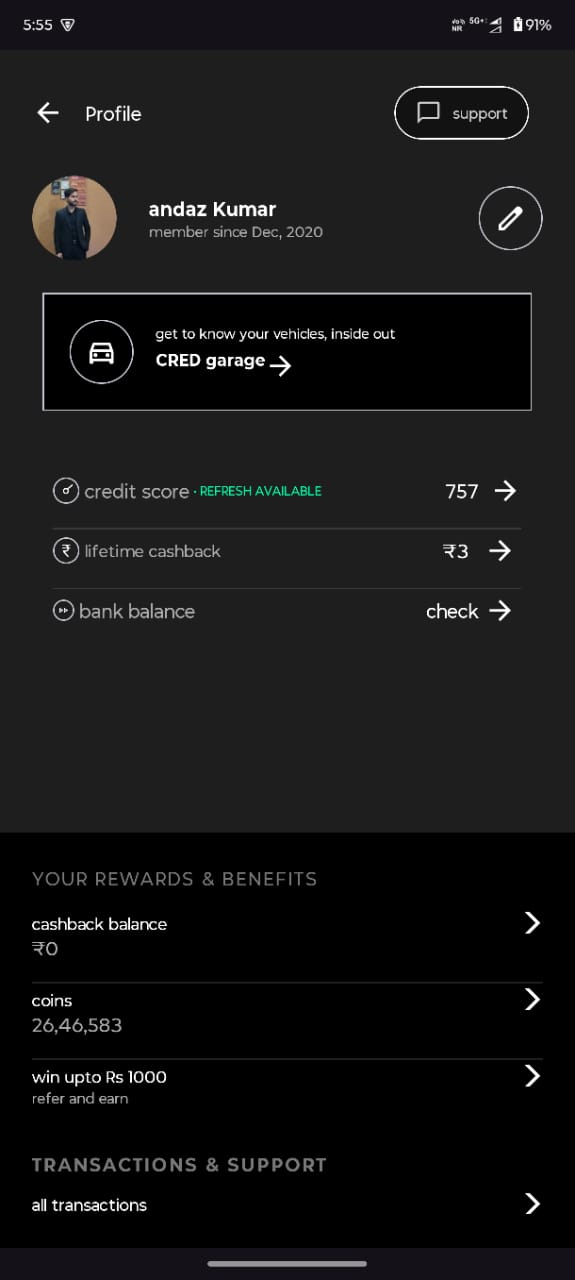 5:55
VoD NR 5G+ 91%
Profile
support
andaz Kumar
member since Dec, 2020
get to know your vehicles, inside out
CRED garage
credit score • REFRESH AVAILABLE 757
₹ lifetime cashback ₹3
bank balance check
YOUR REWARDS & BENEFITS
cashback balance
₹0
coins
26,46,583
win upto Rs 1000
refer and earn
TRANSACTIONS & SUPPORT
all transactions